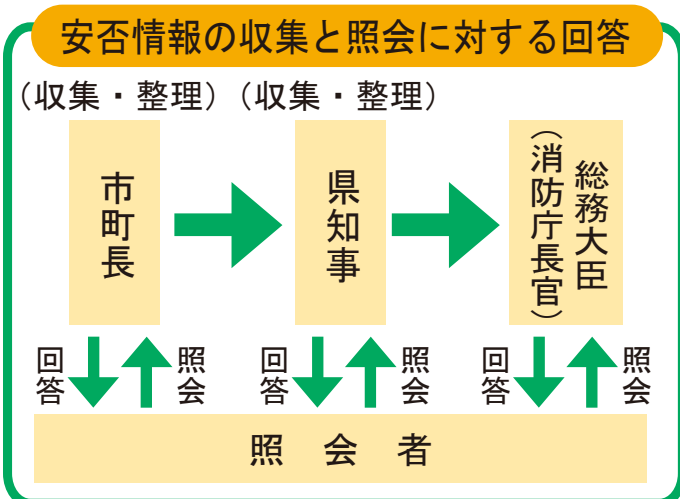 安否情報の収集と照会に対する回答
(収集・整理)
(収集・整理)
市町長
県知事
総務大臣
(消防庁長官)
回答
照会
回答
照会
回答
照会
照会者